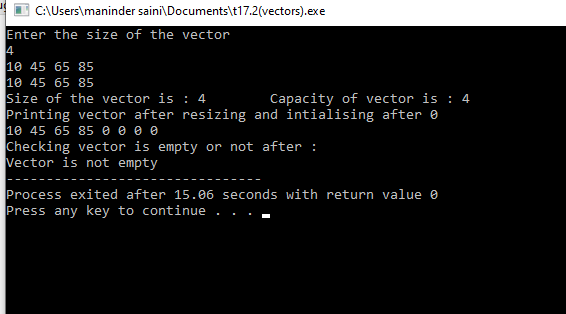 C:\Users\maninder saini\Documents\t17.2(vectors).exe
Enter the size of the vector
4
10 45 65 85
10 45 65 85
Size of the vector is : 4        Capacity of vector is : 4
Printing vector after resizing and intialising after 0
10 45 65 85 0 0 0 0
Checking vector is empty or not after :
Vector is not empty
--------------------------------
Process exited after 15.06 seconds with return value 0
Press any key to continue . . .